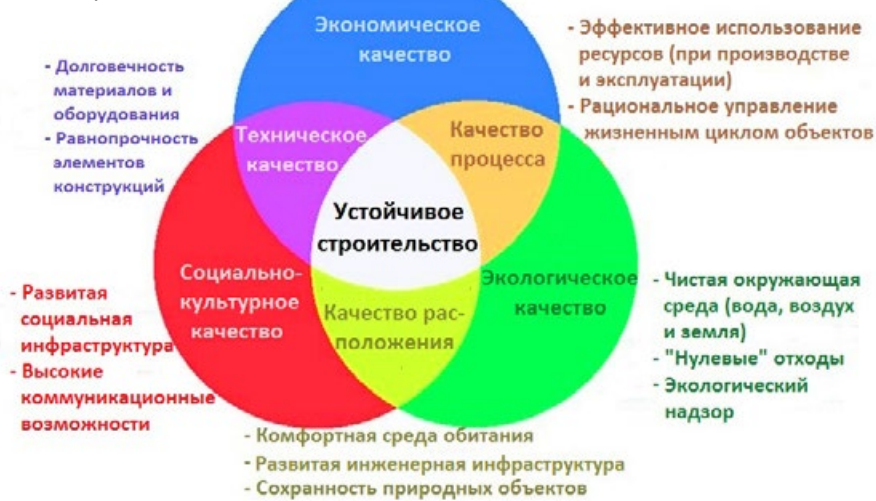 Экономическое
качество
- Долговечность
материалов и
оборудования
- Равнопрочность
элементов
конструкций
- Эффективное использование
ресурсов (при производстве
и эксплуатации)
- Рациональное управление
жизненным циклом объектов
Техническое
качество
Качество
процесса
Устойчивое
строительство
Социально-
культурное
качество
Качество рас-
положения
Экологическое
качество
- Развитая
социальная
инфраструктура
- Высокие
коммуникационные
возможности
- Чистая окружающая
среда (вода, воздух
и земля)
- "Нулевые" отходы
- Экологический
надзор
- Комфортная среда обитания
- Развитая инженерная инфраструктура
- Сохранность природных объектов